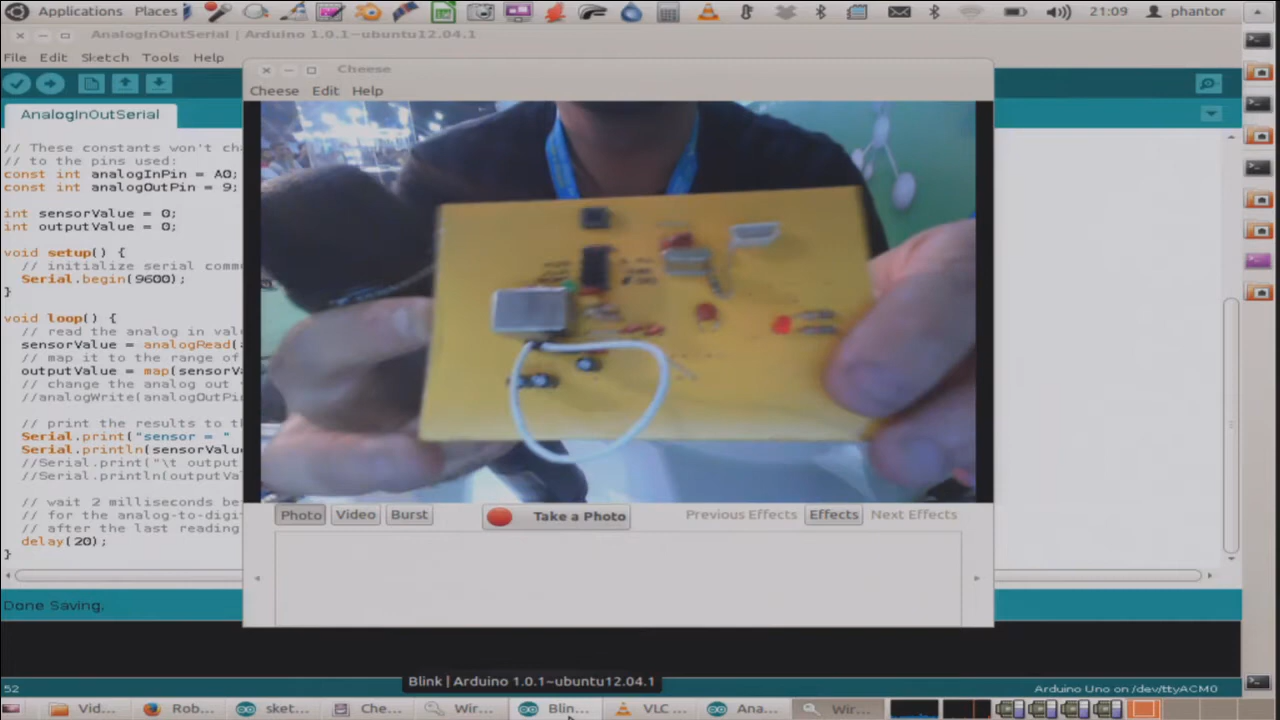 Applications Places 21:09 phantor
AnalogInOutSerial | Arduino 1.0.1~ubuntu12.04.1
File Edit Sketch Tools Help
Cheese
Cheese Edit Help
AnalogInOutSerial
// These constants won't ch
// to the pins used:
const int analogInPin = A0;
const int analogOutPin = 9;
int sensorValue = 0;
int outputValue = 0;
void setup() {
// initialize serial comm
Serial.begin(9600);
}
void loop() {
// read the analog in val
sensorValue = analogRead(a
// map it to the range of
outputValue = map(sensorV
// change the analog out
//analogWrite(analogOutPi
// print the results to th
Serial.print("sensor = "
Serial.println(sensorValu
//Serial.print("\t output
//Serial.println(outputVal
// wait 2 milliseconds be
// for the analog-to-digi
// after the last reading
delay(20);
}
Photo Video Burst Take a Photo Previous Effects Effects Next Effects
Done Saving.
Blink | Arduino 1.0.1~ubuntu12.04.1
52 Arduino Uno on /dev/ttyACM0
Vid... Rob... sket... Che... Wir... Blin... VLC ... Ana... Wir...